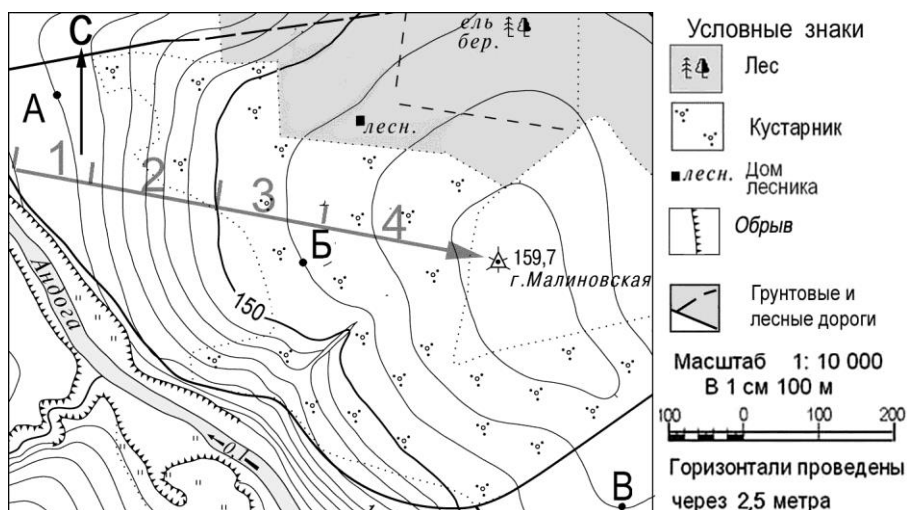 С
А
1
2
3
4
Б
В
ель
бер.
лесн.
159,7
г.Малиновская
150
Андога
0,1
Условные знаки
Лес
Кустарник
лесн. Дом
лесника
Обрыв
Грунтовые и
лесные дороги
Масштаб 1: 10 000
В 1 см 100 м
100 0 100 200
Горизонтали проведены
через 2,5 метра